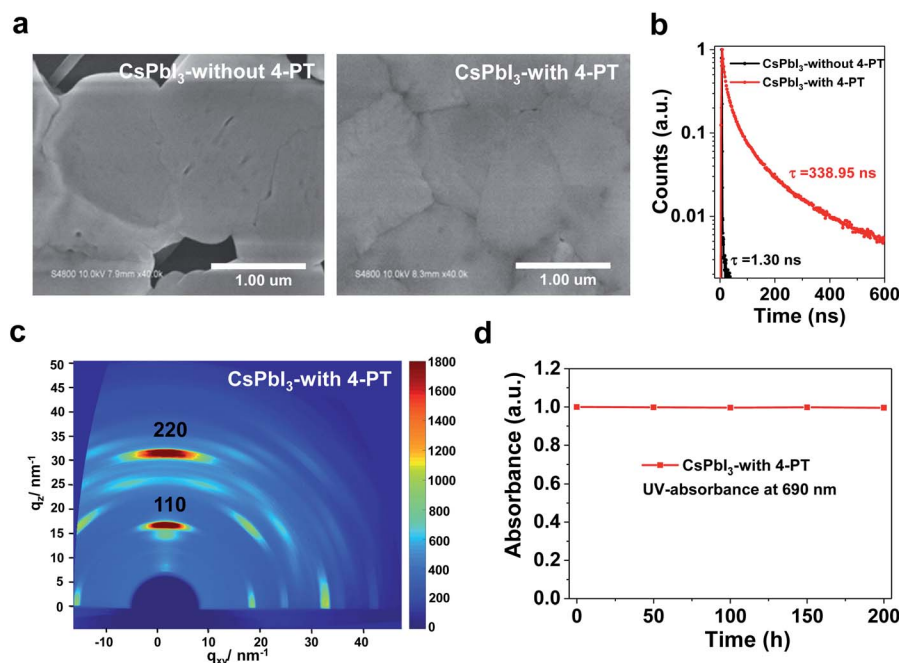 a
CsPbI₃-without 4-PT
S4800 10.0kV 7.9mm x40.0k
1.00 um
CsPbI₃-with 4-PT
S4800 10.0kV 8.3mm x40.0k
1.00 um
b
Counts (a.u.)
1
0.1
0.01
CsPbI₃-without 4-PT
CsPbI₃-with 4-PT
τ =338.95 ns
τ =1.30 ns
0 200 400 600
Time (ns)
c
CsPbI₃-with 4-PT
qz/ nm⁻¹
50
45
40
35
30
25
20
15
10
5
0
220
110
-10 0 10 20 30 40
qxy/ nm⁻¹
1800
1600
1400
1200
1000
800
600
400
200
0
d
Absorbance (a.u.)
1.2
1.0
0.8
0.6
0.4
0.2
0.0
CsPbI₃-with 4-PT
UV-absorbance at 690 nm
0 50 100 150 200
Time (h)